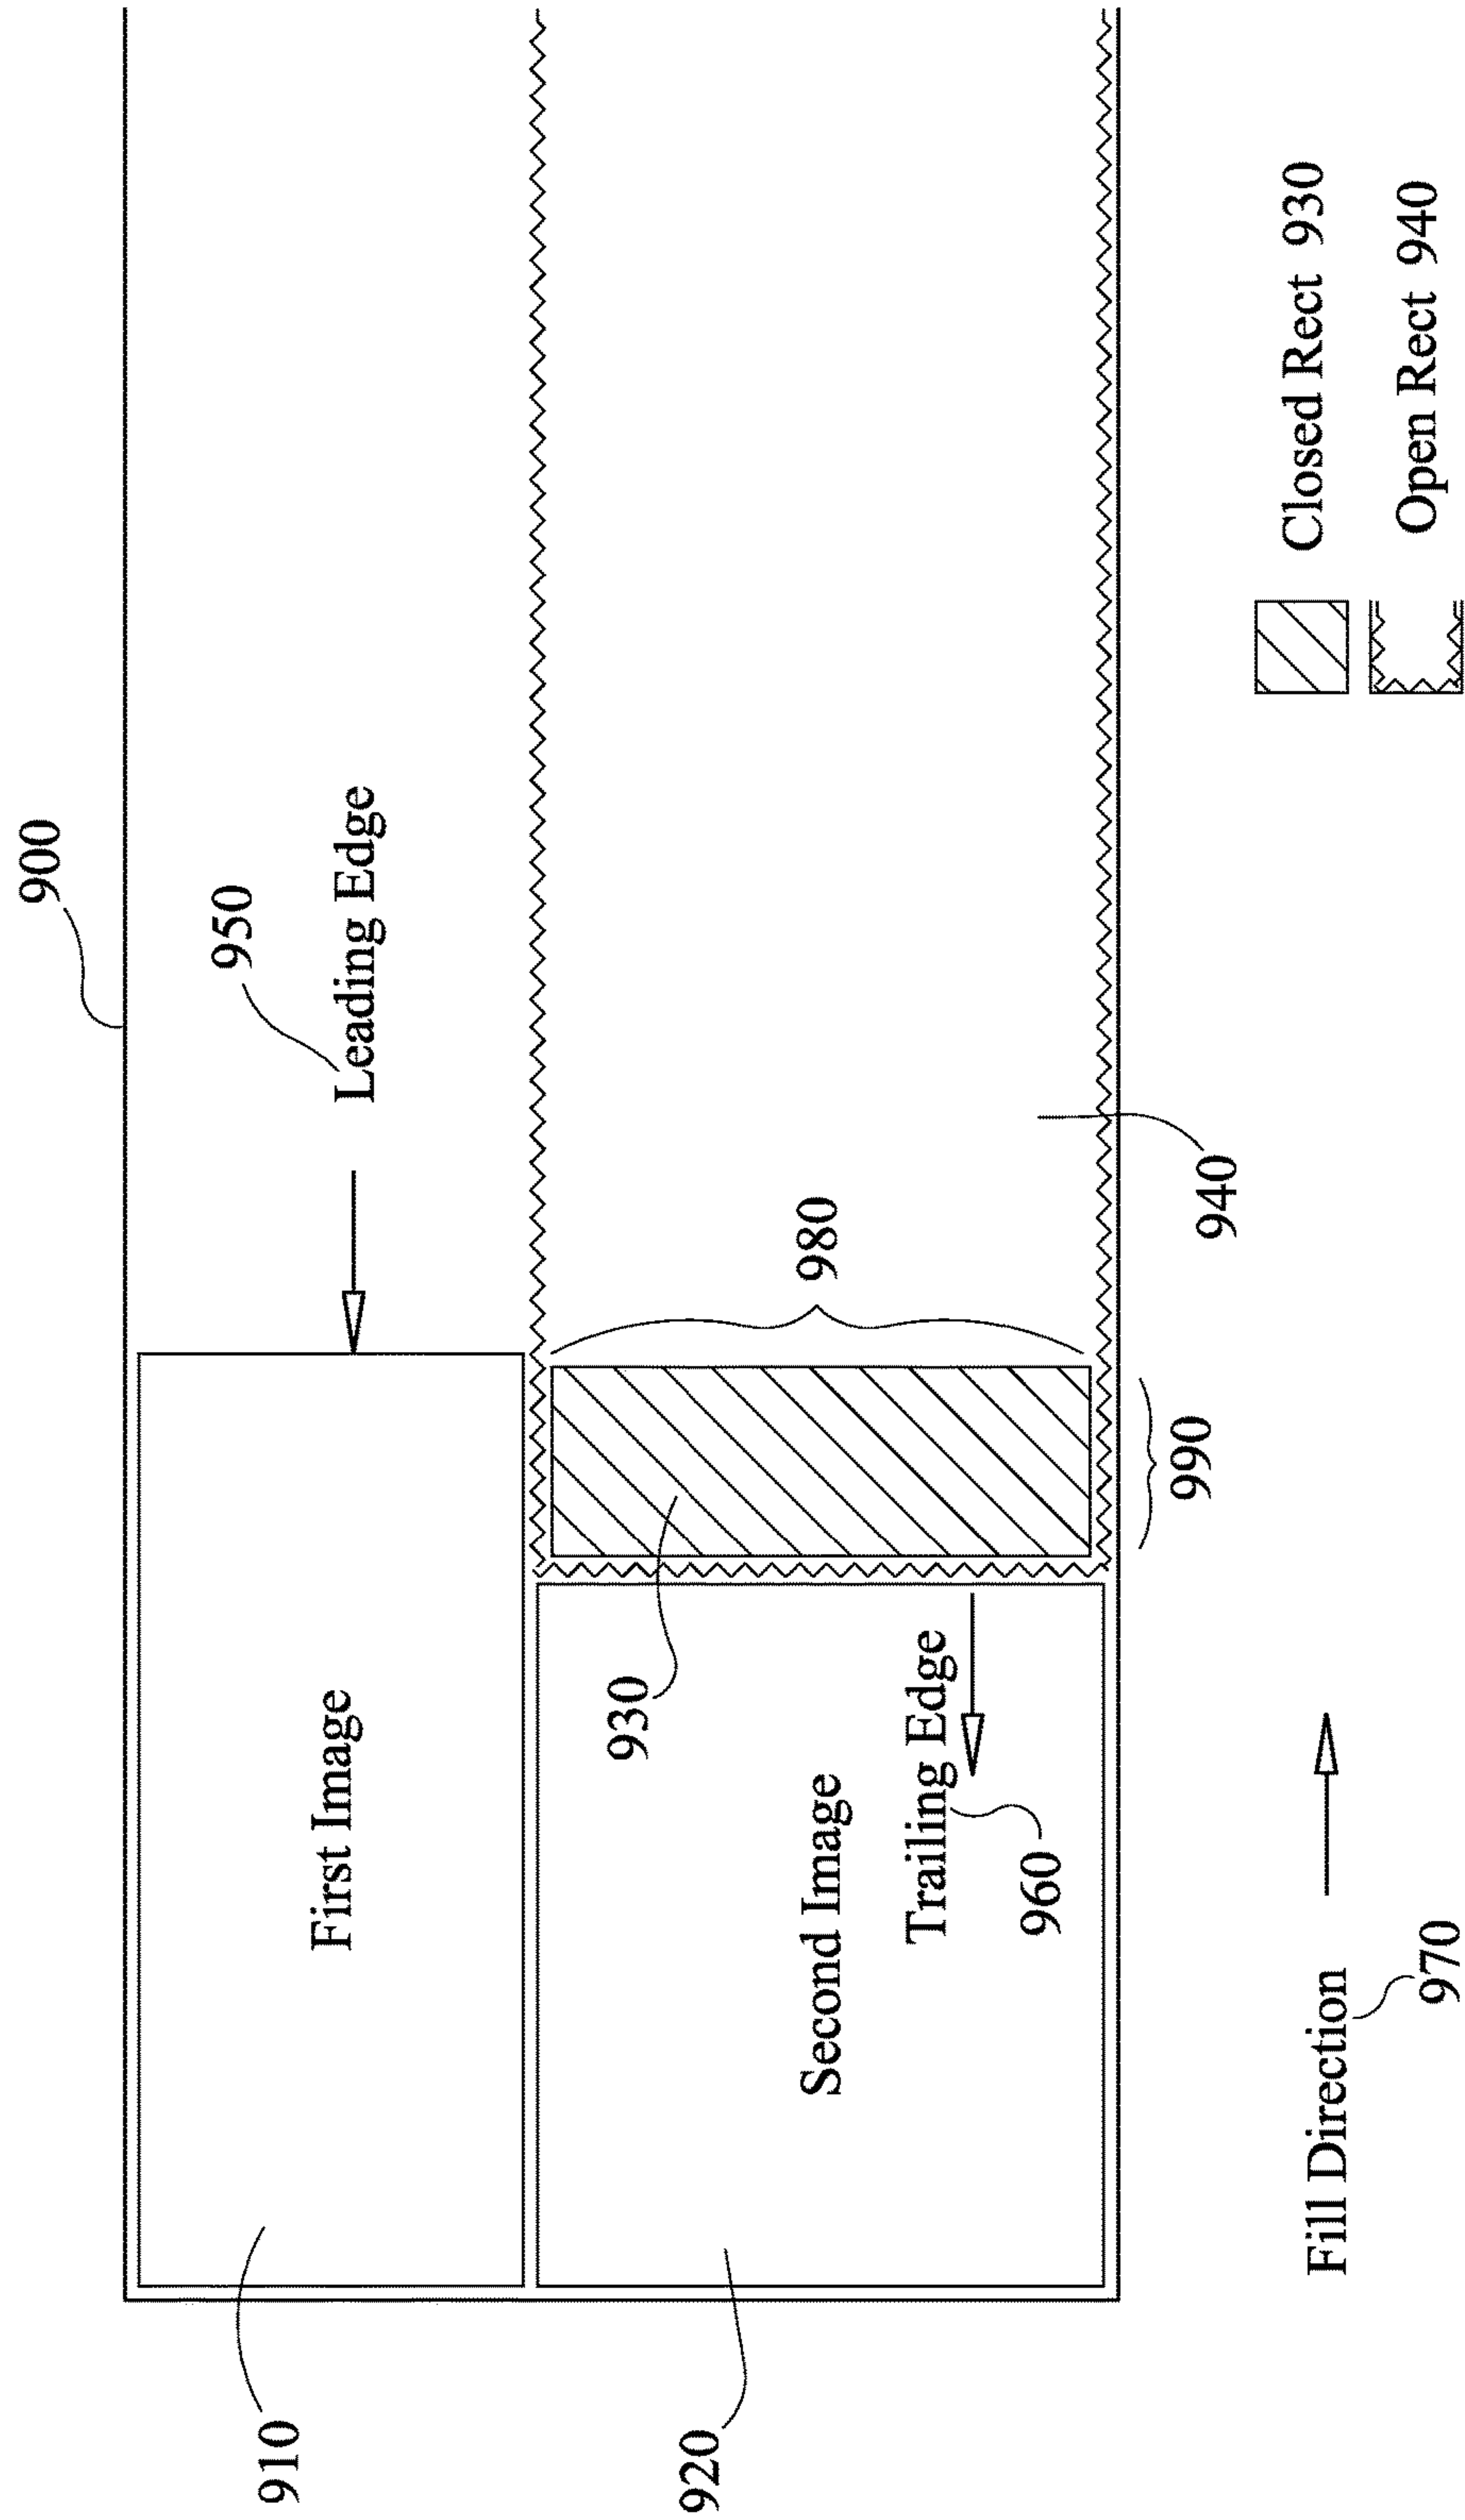 900
950
Leading Edge
910
First Image
930
980
920
Second Image
Trailing Edge
960
940
990
Fill Direction
970
Closed Rect 930
Open Rect 940